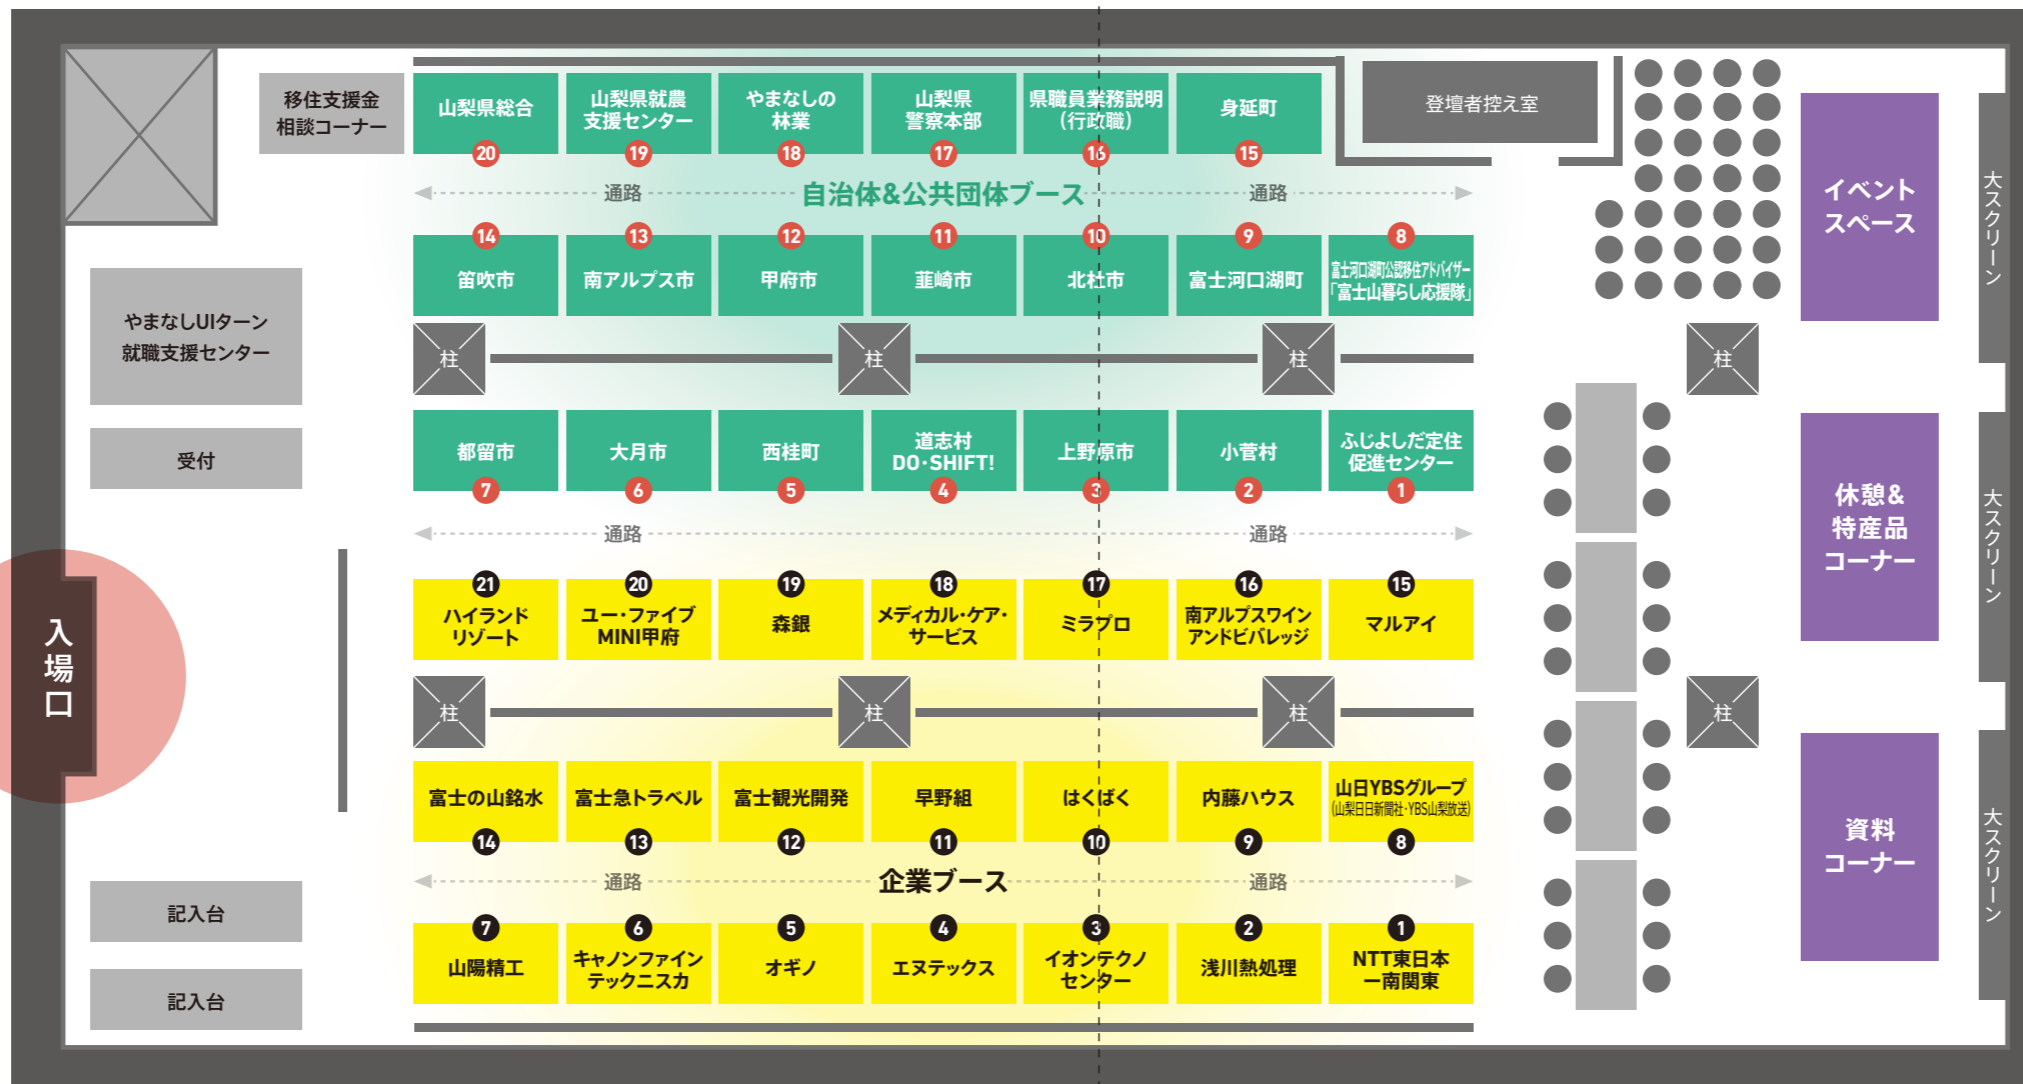 移住支援金
相談コーナー
山梨県総合
20
山梨県就農
支援センター
19
やまなしの
林業
18
山梨県
警察本部
17
県職員業務説明
(行政職)
16
身延町
15
登壇者控え室
通路
自治体&公共団体ブース
通路
イベント
スペース
大スクリーン
14
笛吹市
13
南アルプス市
12
甲府市
11
韮崎市
10
北杜市
9
富士河口湖町
8
富士河口湖町公認移住アドバイザー
「富士山暮らし応援隊」
やまなしUIターン
就職支援センター
柱
柱
柱
柱
受付
都留市
7
大月市
6
西桂町
5
道志村
DO・SHIFT!
4
上野原市
3
小菅村
2
ふじよしだ定住
促進センター
1
通路
通路
休憩&
特産品
コーナー
大スクリーン
入場口
21
ハイランド
リゾート
20
ユー・ファイブ
MINI甲府
19
森銀
18
メディカル・ケア・
サービス
17
ミラプロ
16
南アルプスワイン
アンドビバレッジ
15
マルアイ
柱
柱
柱
柱
富士の山銘水
14
富士急トラベル
13
富士観光開発
12
早野組
11
はくばく
10
内藤ハウス
9
山日YBSグループ
(山梨日日新聞社・YBS山梨放送)
8
通路
企業ブース
通路
資料
コーナー
大スクリーン
記入台
記入台
7
山陽精工
6
キャノンファイン
テックニスカ
5
オギノ
4
エヌテックス
3
イオンテクノ
センター
2
浅川熱処理
1
NTT東日本
ー南関東